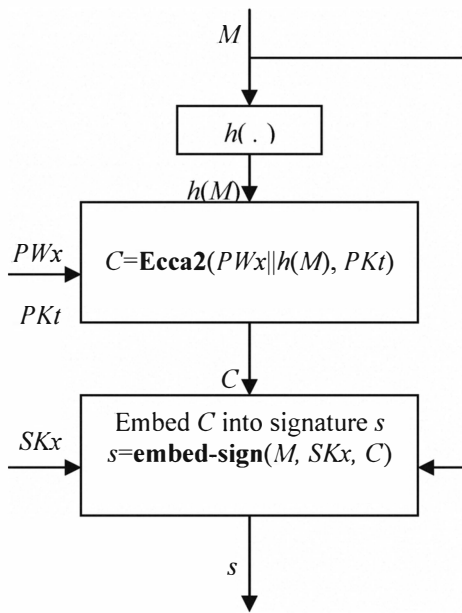 M
h( . )
h(M)
PWx
C=Ecca2(PWx||h(M), PKt)
PKt
C
Embed C into signature s
SKx
s=embed-sign(M, SKx, C)
s